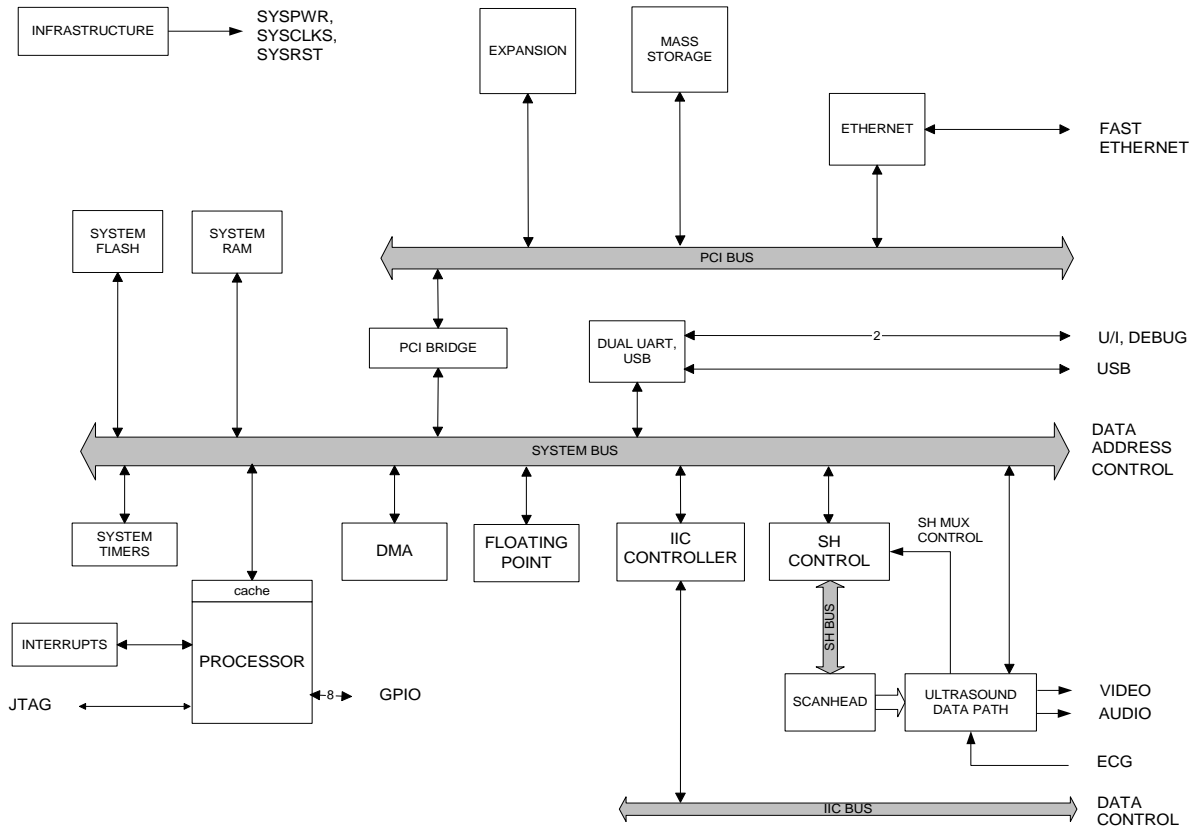 INFRASTRUCTURE
SYSPWR,
SYSCLKS,
SYSRST
EXPANSION
MASS
STORAGE
ETHERNET
FAST
ETHERNET
SYSTEM
FLASH
SYSTEM
RAM
PCI BUS
PCI BRIDGE
DUAL UART,
USB
2
U/I, DEBUG
USB
SYSTEM BUS
DATA
ADDRESS
CONTROL
SYSTEM
TIMERS
DMA
FLOATING
POINT
IIC
CONTROLLER
SH
CONTROL
SH MUX
CONTROL
cache
PROCESSOR
INTERRUPTS
JTAG
8
GPIO
SH BUS
SCANHEAD
ULTRASOUND
DATA PATH
VIDEO
AUDIO
ECG
IIC BUS
DATA
CONTROL